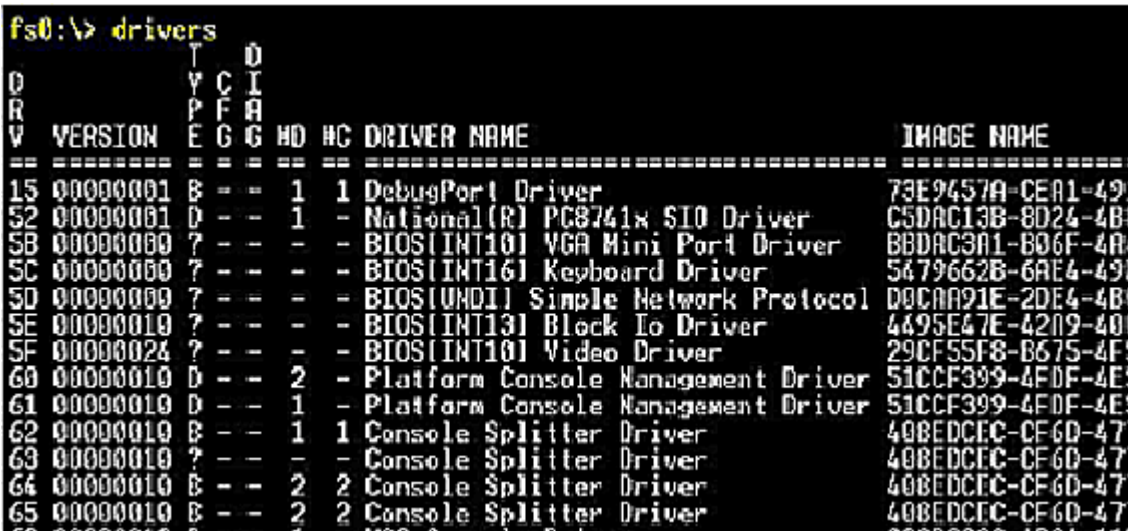 fs0:\> drivers
T D
D Y C I
R P F A
V VERSION E G G #D #C DRIVER NAME IMAGE NAME
== ======== = = = == == =================================== =============
15 00000001 B - - 1 1 DebugPort Driver 73E9457A-CEA1-49
52 00000001 D - - 1 - National(R) PC8741x SIO Driver C5DAC13B-8D24-4B
5B 00000000 ? - - - - BIOS[INT10] VGA Mini Port Driver BBDAC3A1-B06F-4A
5C 00000000 ? - - - - BIOS[INT16] Keyboard Driver 5479662B-6AE4-49
5D 00000000 ? - - - - BIOS[UNDI] Simple Network Protocol D0CAA91E-2DE4-4B
5E 00000010 ? - - - - BIOS[INT13] Block Io Driver 4495E47E-42A9-40
5F 00000024 ? - - - - BIOS[INT10] Video Driver 29CF55F8-B675-4F
60 00000010 D - - 2 - Platform Console Management Driver 51CCF399-4FDF-4E
61 00000010 D - - 1 - Platform Console Management Driver 51CCF399-4FDF-4E
62 00000010 B - - 1 1 Console Splitter Driver 408EDCEC-CF6D-47
63 00000010 ? - - - - Console Splitter Driver 408EDCEC-CF6D-47
64 00000010 B - - 2 2 Console Splitter Driver 408EDCEC-CF6D-47
65 00000010 B - - 2 2 Console Splitter Driver 408EDCEC-CF6D-47